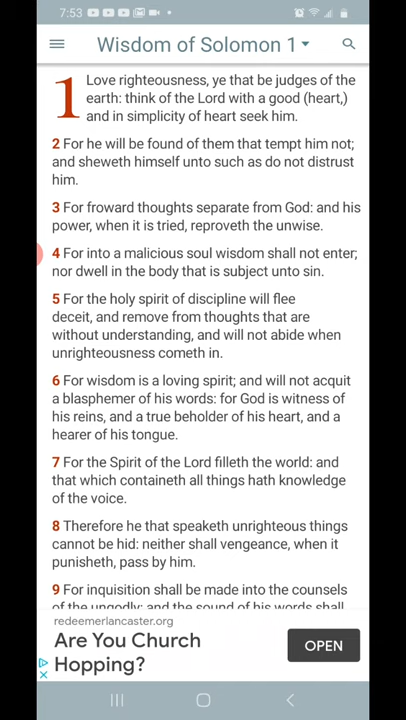 7:53
Wisdom of Solomon 1
1 Love righteousness, ye that be judges of the
earth: think of the Lord with a good (heart,)
and in simplicity of heart seek him.
2 For he will be found of them that tempt him not;
and sheweth himself unto such as do not distrust
him.
3 For froward thoughts separate from God: and his
power, when it is tried, reproveth the unwise.
4 For into a malicious soul wisdom shall not enter;
nor dwell in the body that is subject unto sin.
5 For the holy spirit of discipline will flee
deceit, and remove from thoughts that are
without understanding, and will not abide when
unrighteousness cometh in.
6 For wisdom is a loving spirit; and will not acquit
a blasphemer of his words: for God is witness of
his reins, and a true beholder of his heart, and a
hearer of his tongue.
7 For the Spirit of the Lord filleth the world: and
that which containeth all things hath knowledge
of the voice.
8 Therefore he that speaketh unrighteous things
cannot be hid: neither shall vengeance, when it
punisheth, pass by him.
9 For inquisition shall be made into the counsels
of the ungodly: and the sound of his words shall
redeemerlancaster.org
Are You Church
Hopping?
OPEN